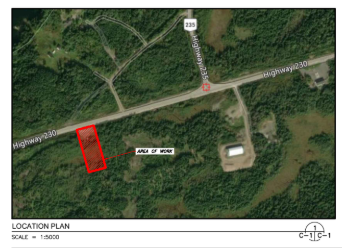 235
Highway 235
Highway 230
Highway 230
AREA OF WORK
LOCATION PLAN
SCALE = 1:5000
1
C-1 C-1